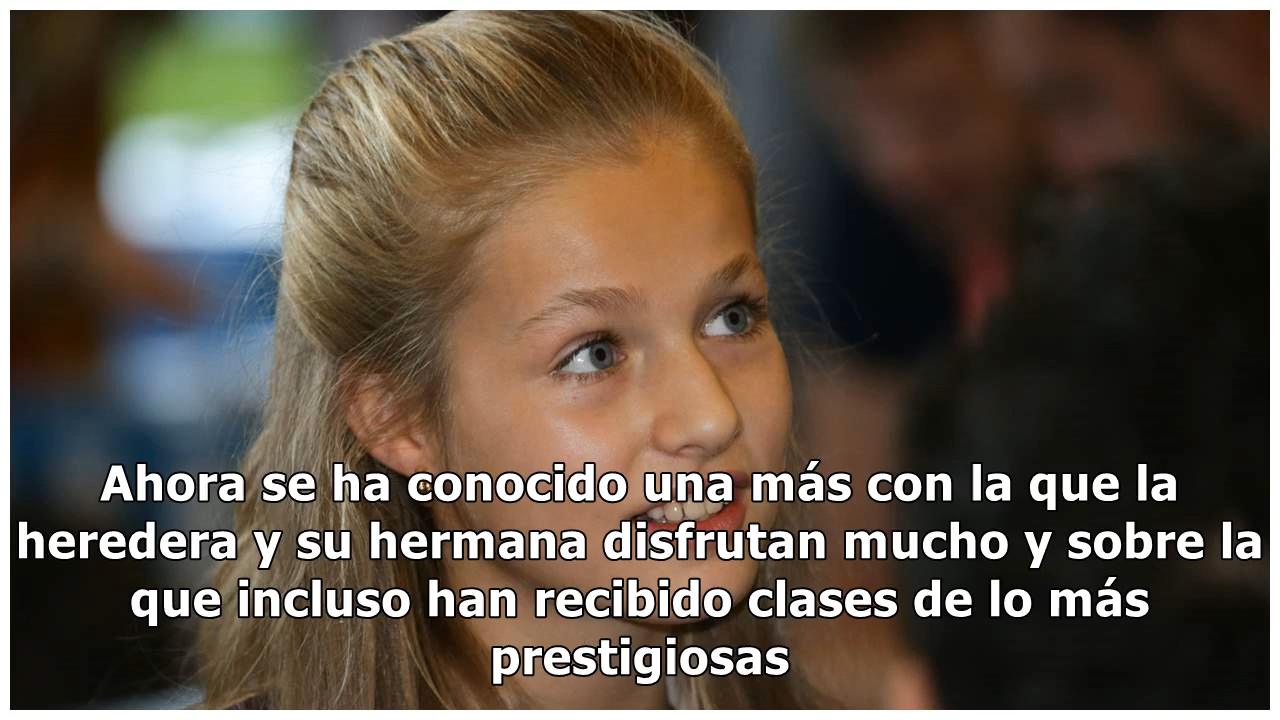 Ahora se ha conocido una más con la que la
heredera y su hermana disfrutan mucho y sobre la
que incluso han recibido clases de lo más
prestigiosas